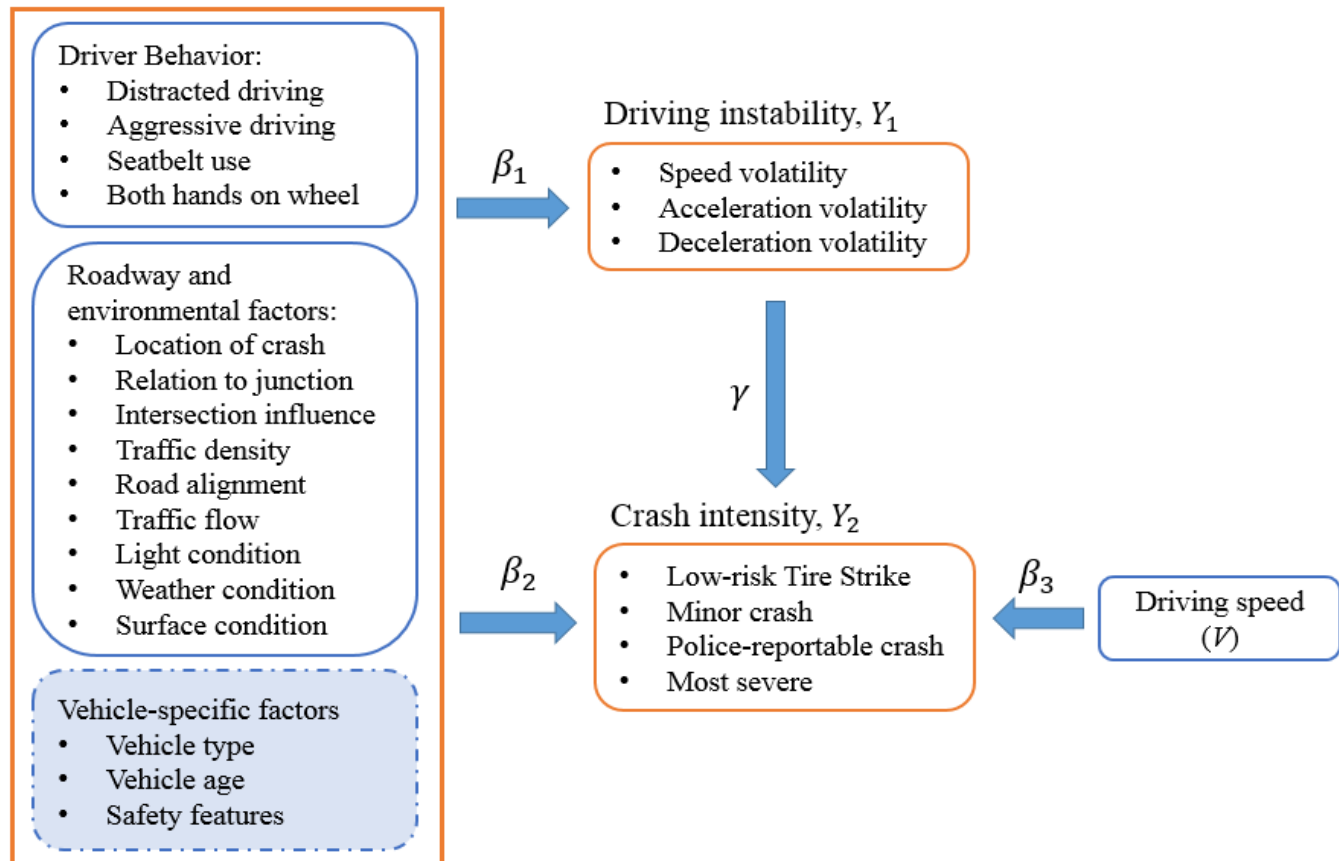 Driver Behavior:
• Distracted driving
• Aggressive driving
• Seatbelt use
• Both hands on wheel
Roadway and
environmental factors:
• Location of crash
• Relation to junction
• Intersection influence
• Traffic density
• Road alignment
• Traffic flow
• Light condition
• Weather condition
• Surface condition
Vehicle-specific factors
• Vehicle type
• Vehicle age
• Safety features
β₁
Driving instability, Y₁
• Speed volatility
• Acceleration volatility
• Deceleration volatility
γ
β₂
Crash intensity, Y₂
• Low-risk Tire Strike
• Minor crash
• Police-reportable crash
• Most severe
β₃
Driving speed
(V)